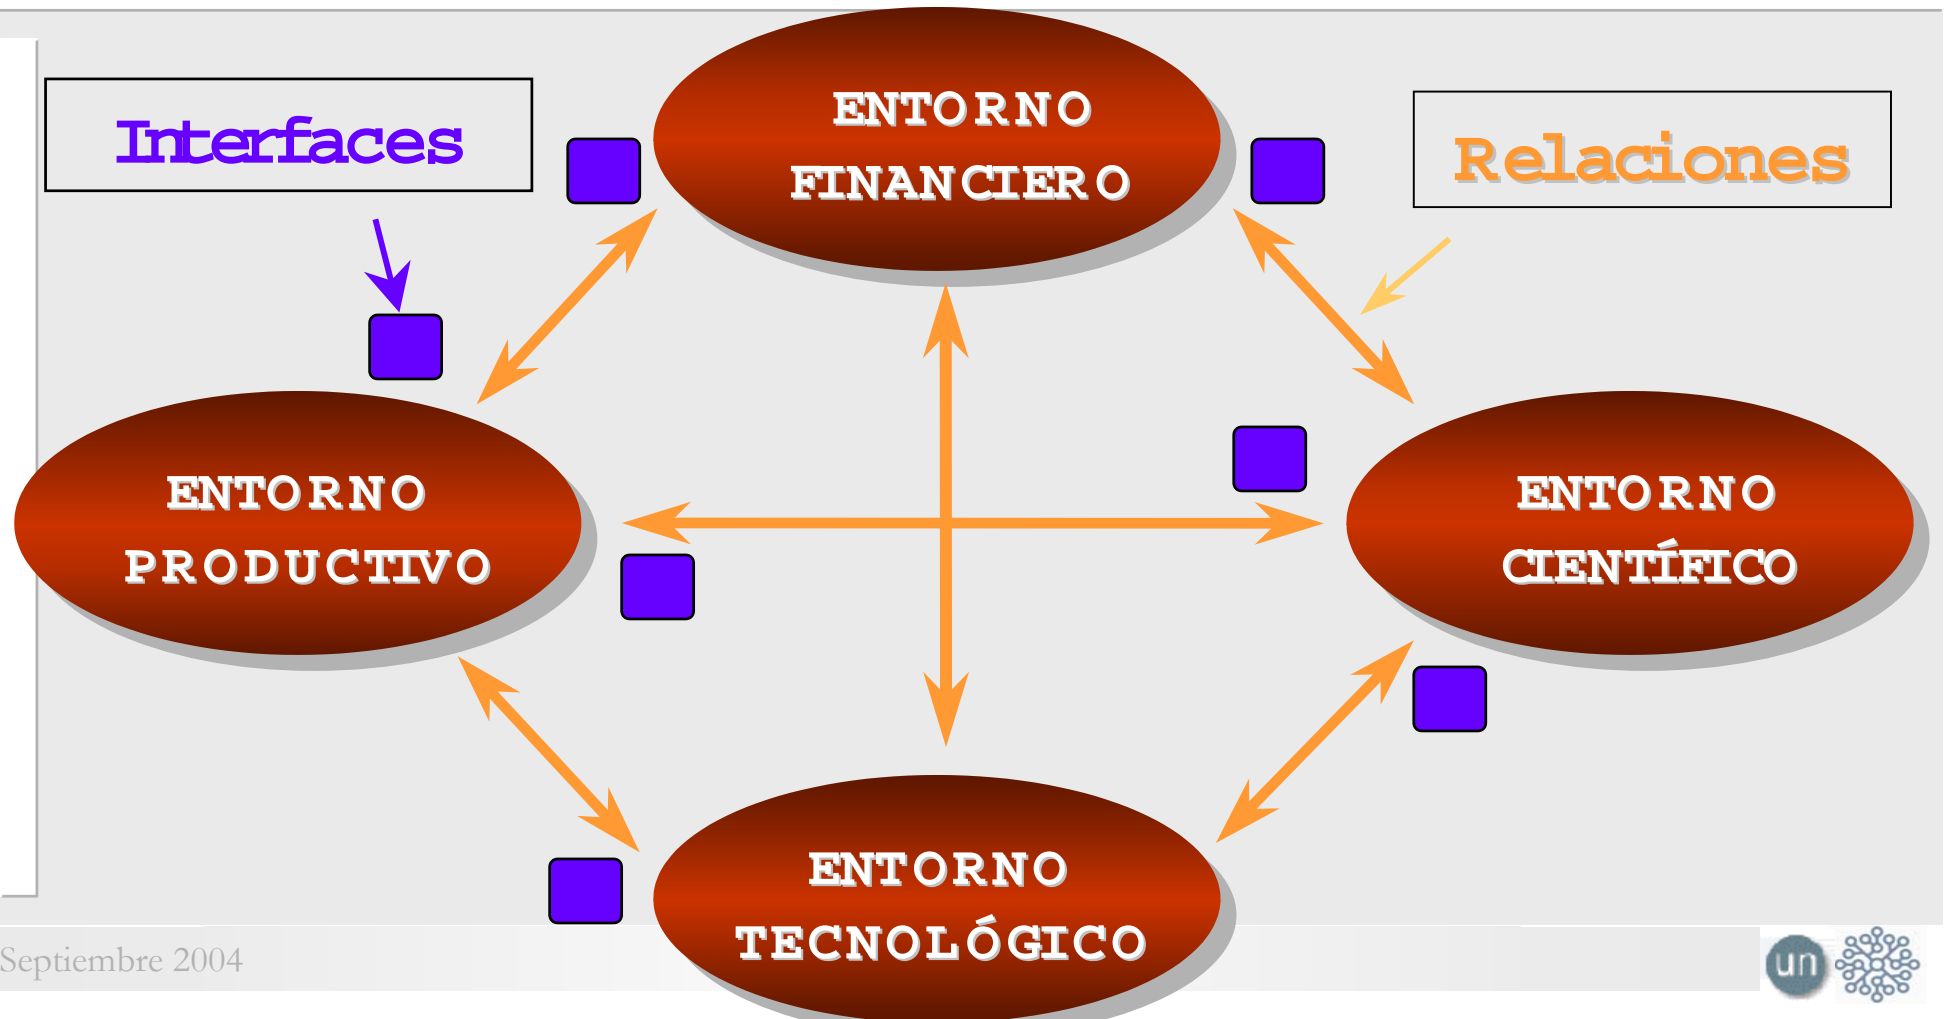 Interfaces
ENTORNO
FINANCIERO
Relaciones
ENTORNO
PRODUCTIVO
ENTORNO
CIENTÍFICO
ENTORNO
TECNOLÓGICO
Septiembre 2004
un